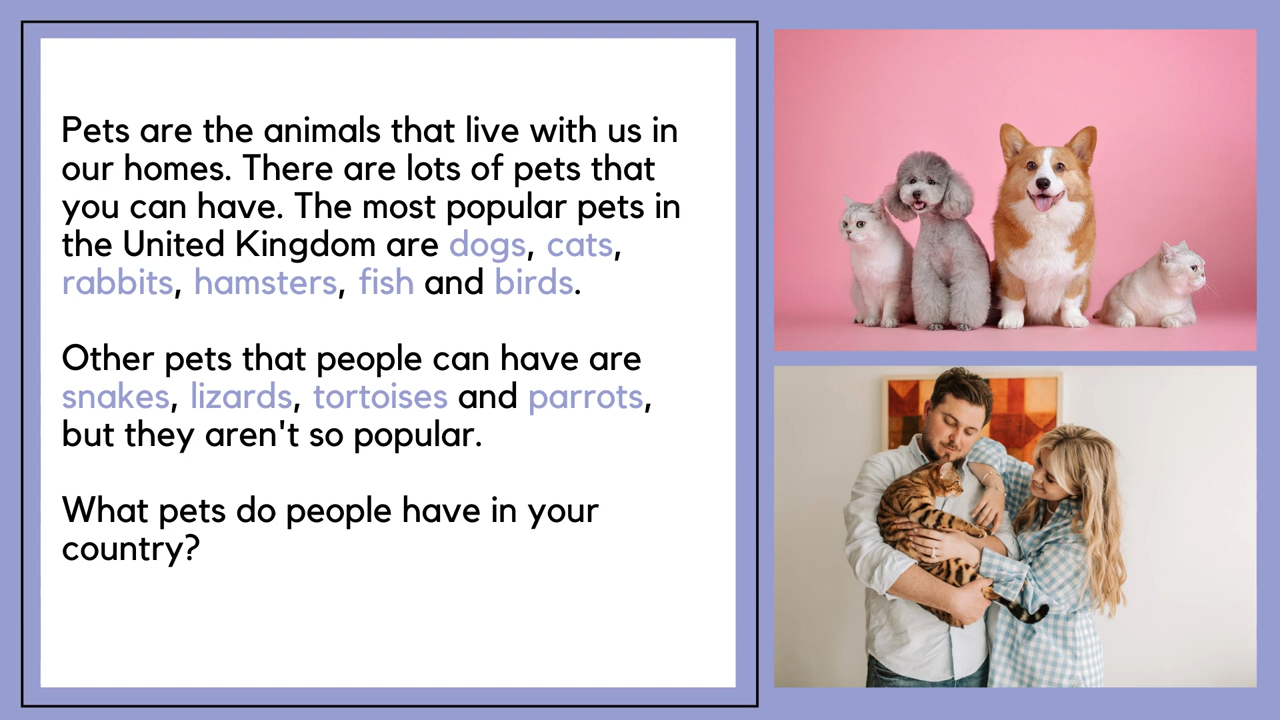 Pets are the animals that live with us in
our homes. There are lots of pets that
you can have. The most popular pets in
the United Kingdom are dogs, cats,
rabbits, hamsters, fish and birds.
Other pets that people can have are
snakes, lizards, tortoises and parrots,
but they aren't so popular.
What pets do people have in your
country?